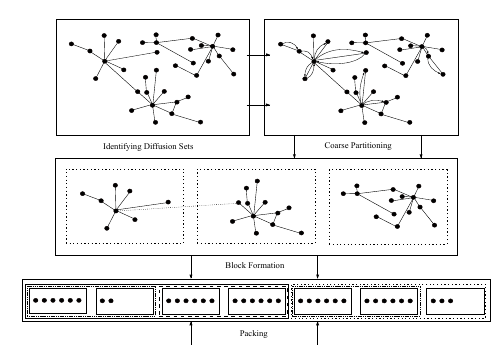 Identifying Diffusion Sets
Coarse Partitioning
Block Formation
Packing